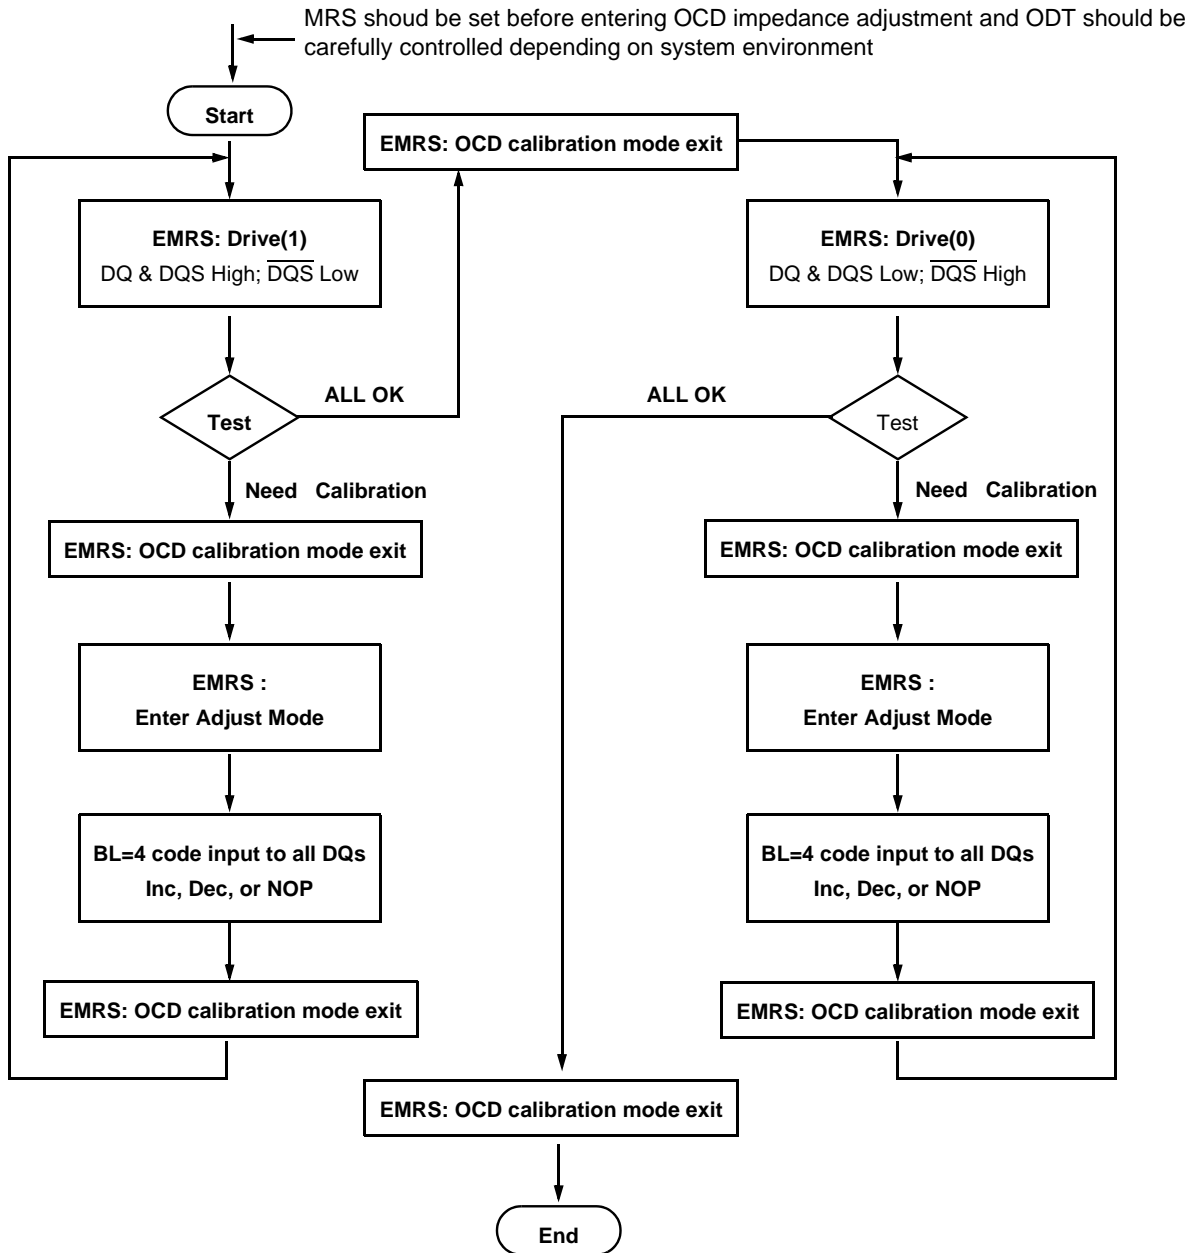 MRS shoud be set before entering OCD impedance adjustment and ODT should be
carefully controlled depending on system environment
Start
EMRS: OCD calibration mode exit
EMRS: Drive(1)
DQ & DQS High; D̅Q̅S̅ Low
Test
ALL OK
Need Calibration
EMRS: OCD calibration mode exit
EMRS :
Enter Adjust Mode
BL=4 code input to all DQs
Inc, Dec, or NOP
EMRS: OCD calibration mode exit
EMRS: Drive(0)
DQ & DQS Low; D̅Q̅S̅ High
Test
ALL OK
Need Calibration
EMRS: OCD calibration mode exit
EMRS :
Enter Adjust Mode
BL=4 code input to all DQs
Inc, Dec, or NOP
EMRS: OCD calibration mode exit
EMRS: OCD calibration mode exit
End